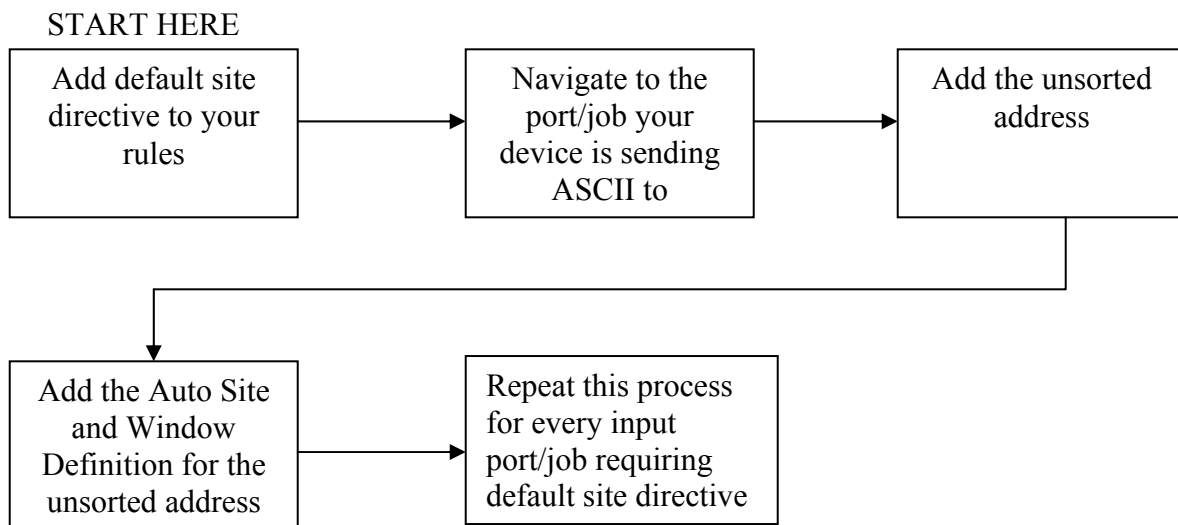 START HERE
Add default site
directive to your
rules
Navigate to the
port/job your
device is sending
ASCII to
Add the unsorted
address
Add the Auto Site
and Window
Definition for the
unsorted address
Repeat this process
for every input
port/job requiring
default site directive